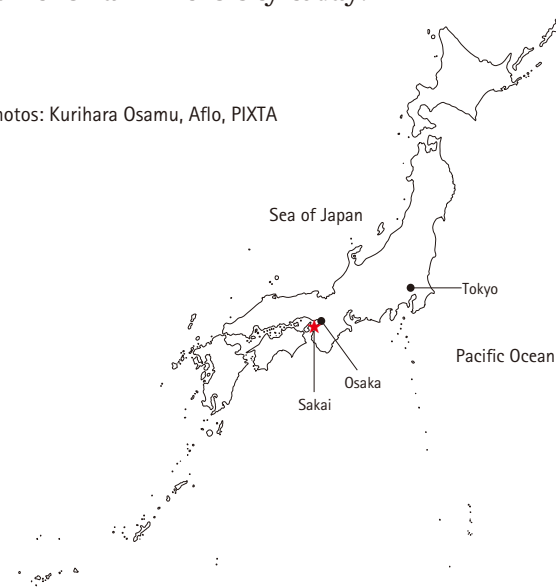 hotos: Kurihara Osamu, Aflo, PIXTA
Sea of Japan
Tokyo
Pacific Ocean
Osaka
Sakai